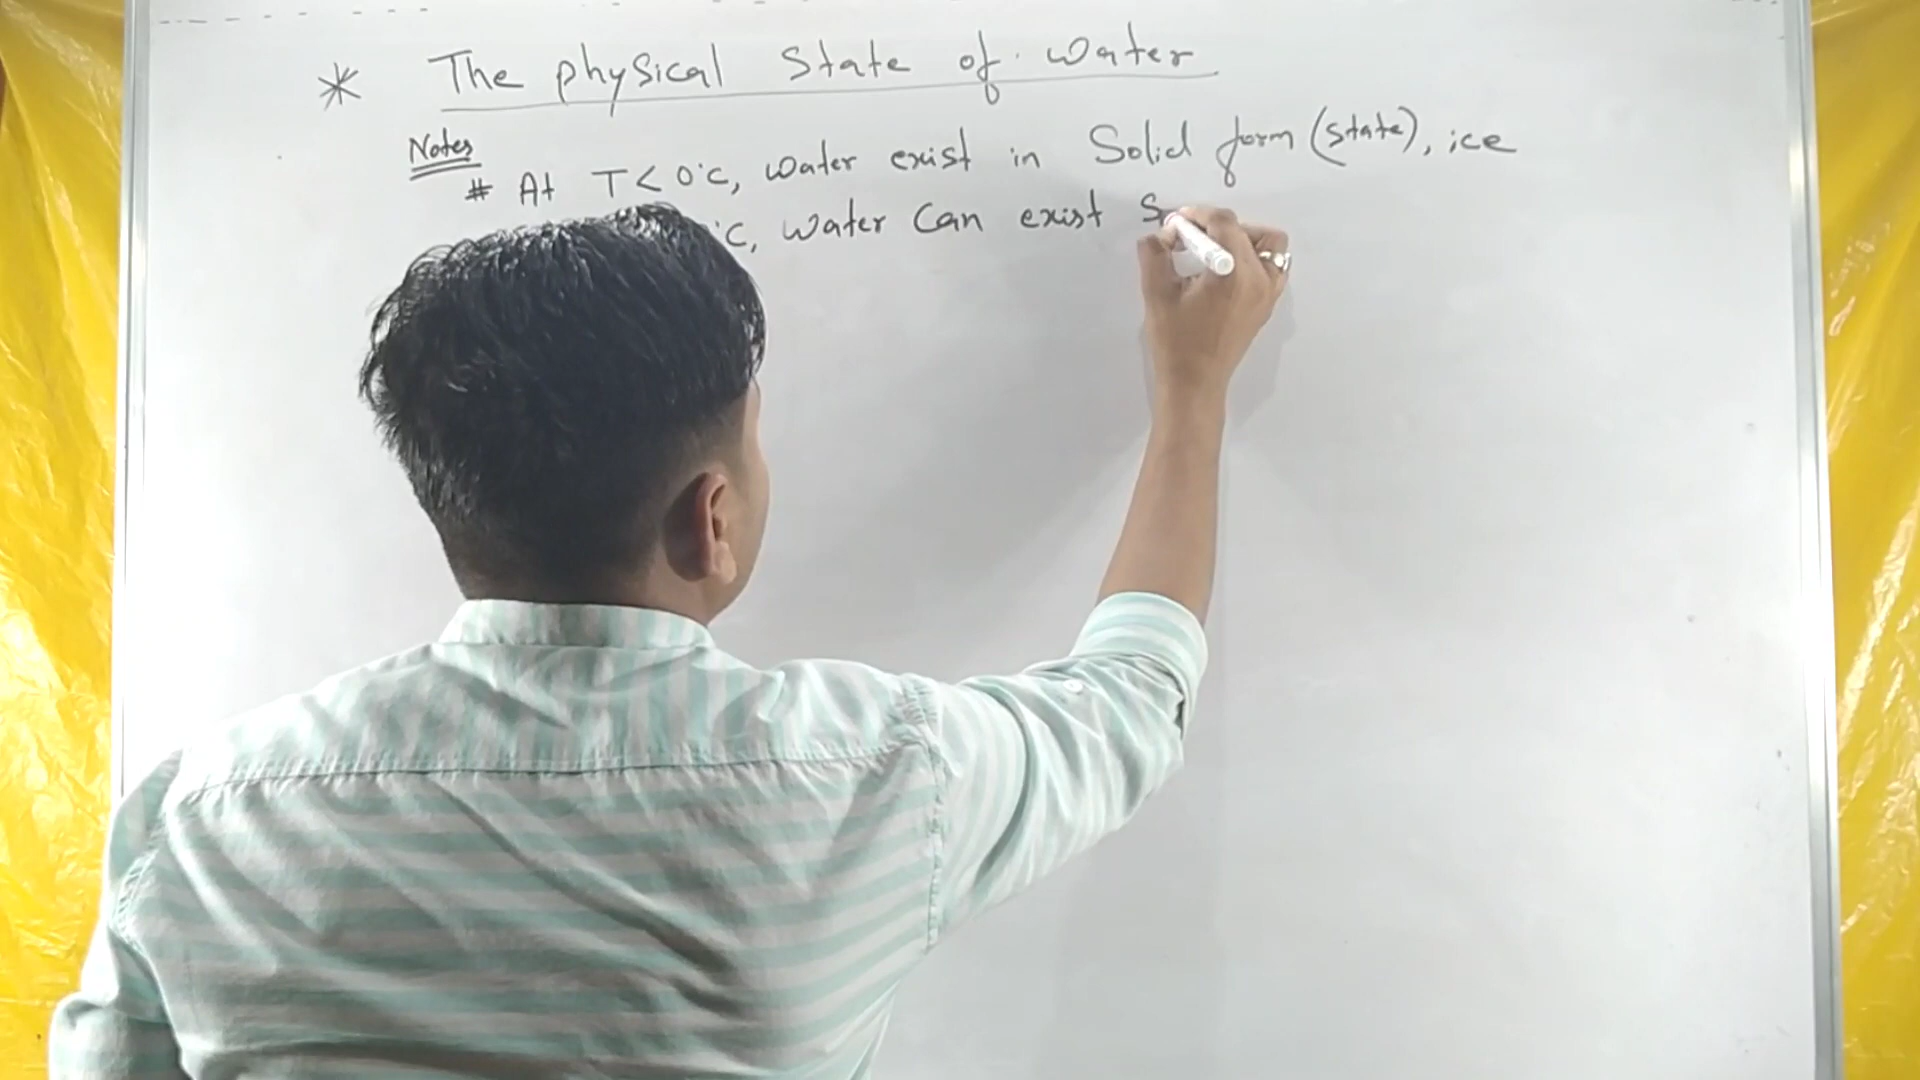 * The physical State of water
Notes
# At T < 0°C, water exist in Solid form (state), ice
°C, water Can exist S